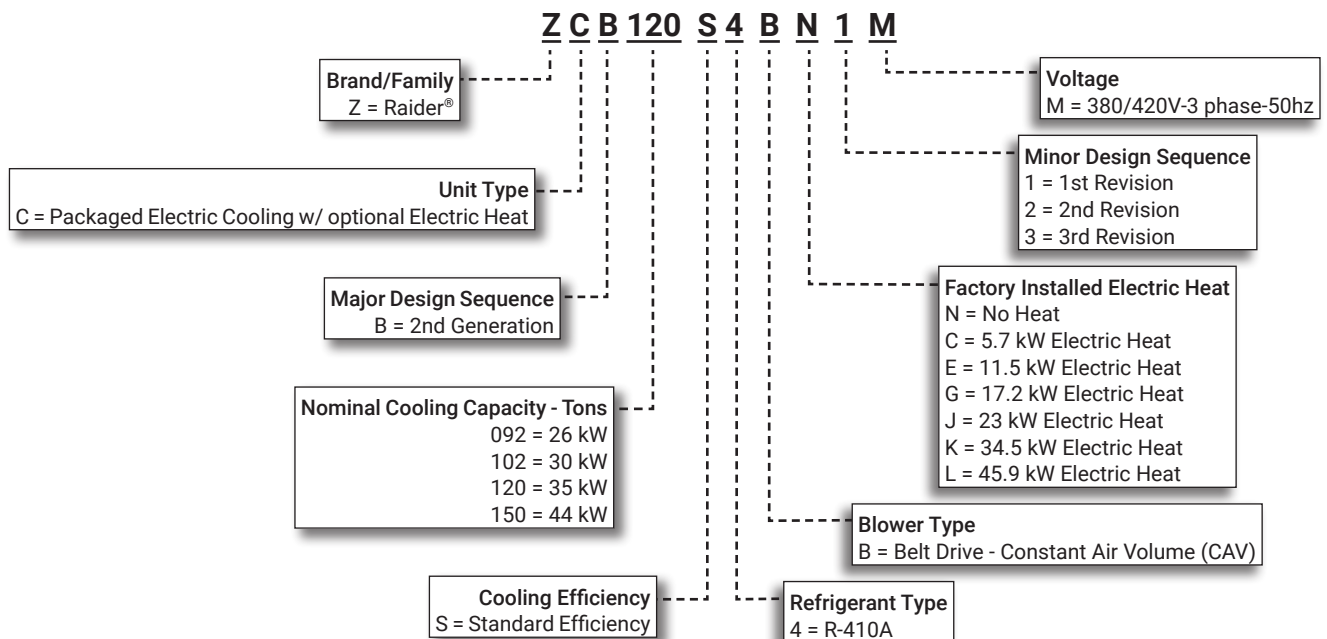 Z C B 120 S 4 B N 1 M
Brand/Family
Z = Raider®
Unit Type
C = Packaged Electric Cooling w/ optional Electric Heat
Major Design Sequence
B = 2nd Generation
Nominal Cooling Capacity - Tons
092 = 26 kW
102 = 30 kW
120 = 35 kW
150 = 44 kW
Cooling Efficiency
S = Standard Efficiency
Voltage
M = 380/420V-3 phase-50hz
Minor Design Sequence
1 = 1st Revision
2 = 2nd Revision
3 = 3rd Revision
Factory Installed Electric Heat
N = No Heat
C = 5.7 kW Electric Heat
E = 11.5 kW Electric Heat
G = 17.2 kW Electric Heat
J = 23 kW Electric Heat
K = 34.5 kW Electric Heat
L = 45.9 kW Electric Heat
Blower Type
B = Belt Drive - Constant Air Volume (CAV)
Refrigerant Type
4 = R-410A